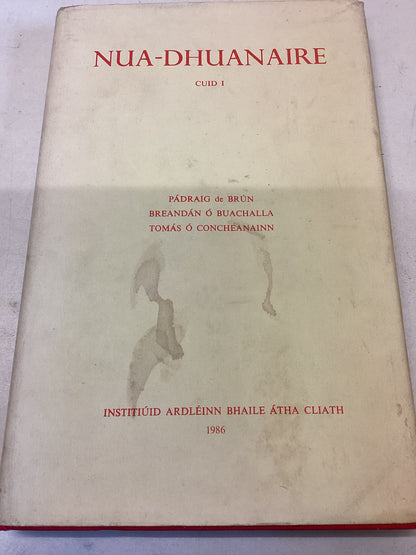 NUA-DHUANAIRE
CUID I
PÁDRAIG de BRÚN
BREANDÁN Ó BUACHALLA
TOMÁS Ó CONCHEANAINN
INSTITIÚID ARDLÉINN BHAILE ÁTHA CLIATH
1986